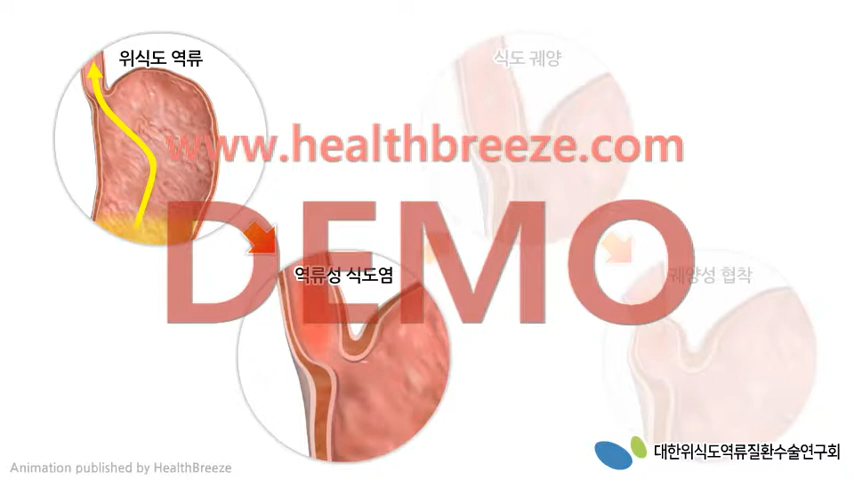 위식도 역류
식도 궤양
www.healthbreeze.com
DEMO
역류성 식도염
궤양성 협착
대한위식도역류질환수술연구회
Animation published by HealthBreeze